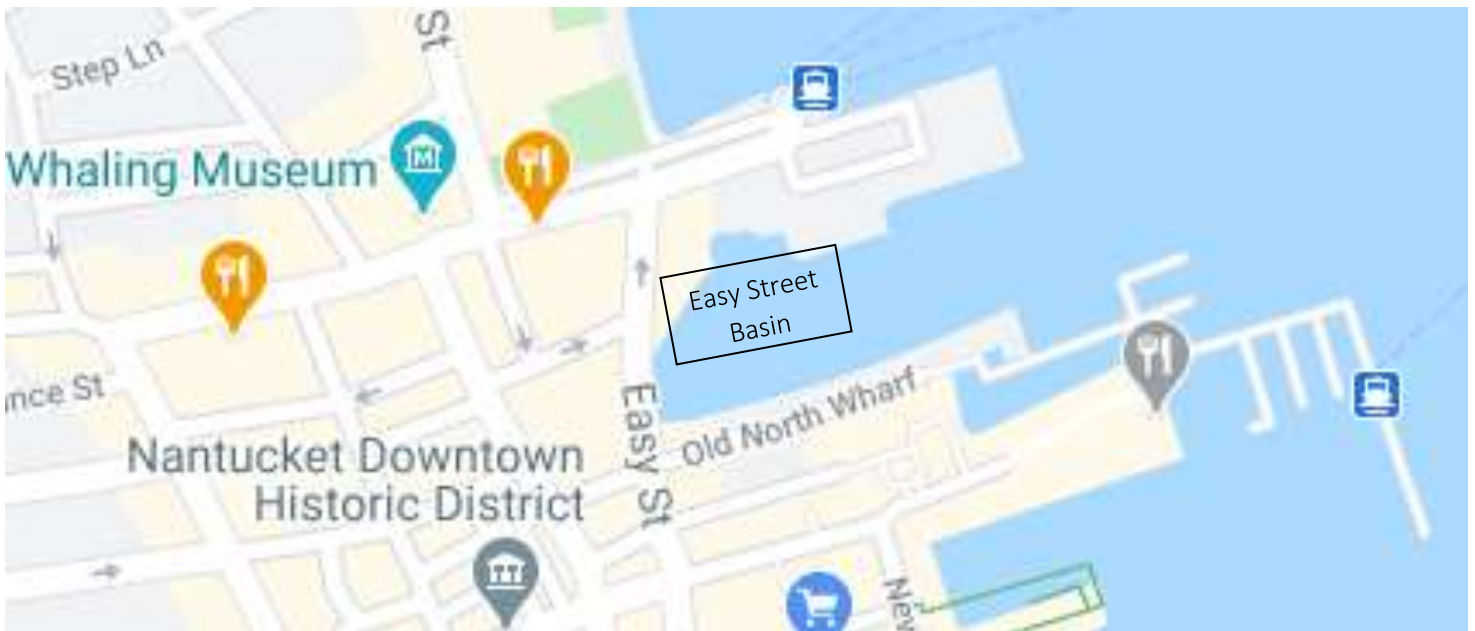 St
Step Ln
Whaling Museum
M
Easy Street
Basin
nce St
Easy St
Old North Wharf
Nantucket Downtown
Historic District
New